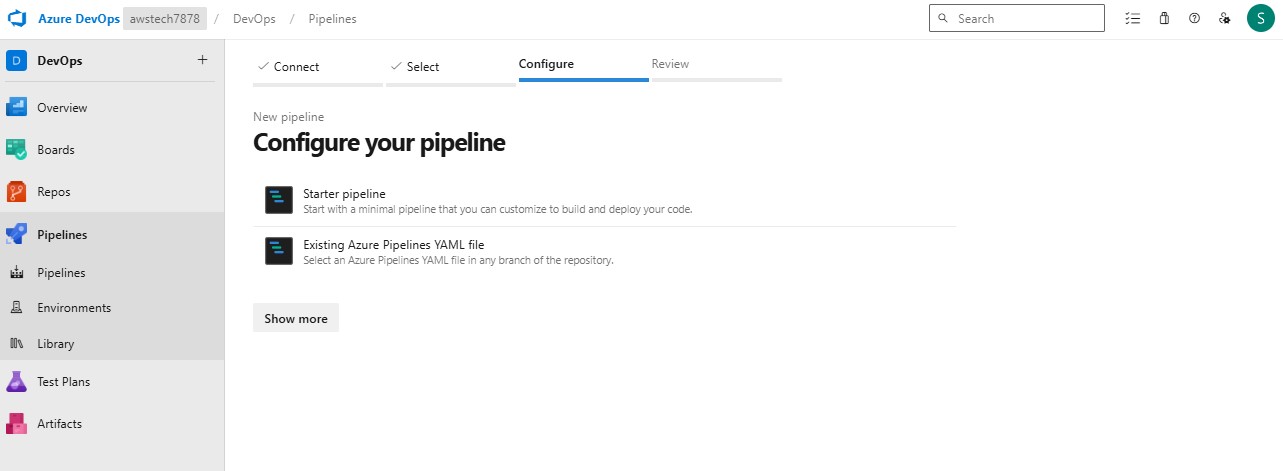 Azure DevOps awstech7878 / DevOps / Pipelines Search S
D DevOps +
Overview
Boards
Repos
Pipelines
Pipelines
Environments
Library
Test Plans
Artifacts
Connect Select Configure Review
New pipeline
Configure your pipeline
Starter pipeline
Start with a minimal pipeline that you can customize to build and deploy your code.
Existing Azure Pipelines YAML file
Select an Azure Pipelines YAML file in any branch of the repository.
Show more